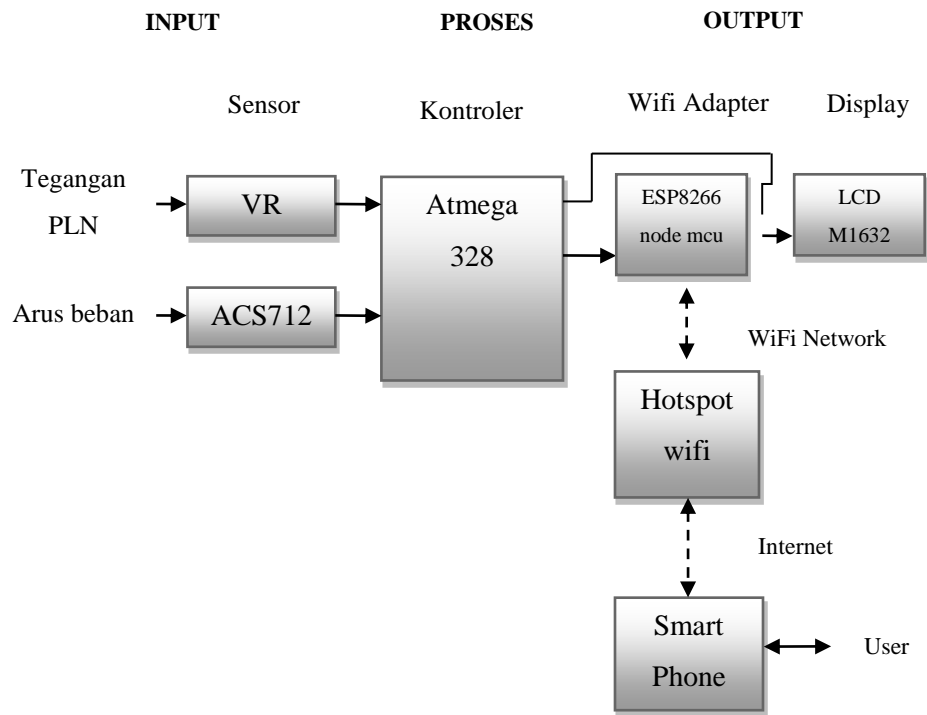 INPUT PROSES OUTPUT
Sensor Kontroler Wifi Adapter Display
Tegangan
PLN
VR
Atmega
328
ESP8266
node mcu
LCD
M1632
Arus beban
ACS712
WiFi Network
Hotspot
wifi
Internet
Smart
Phone
User